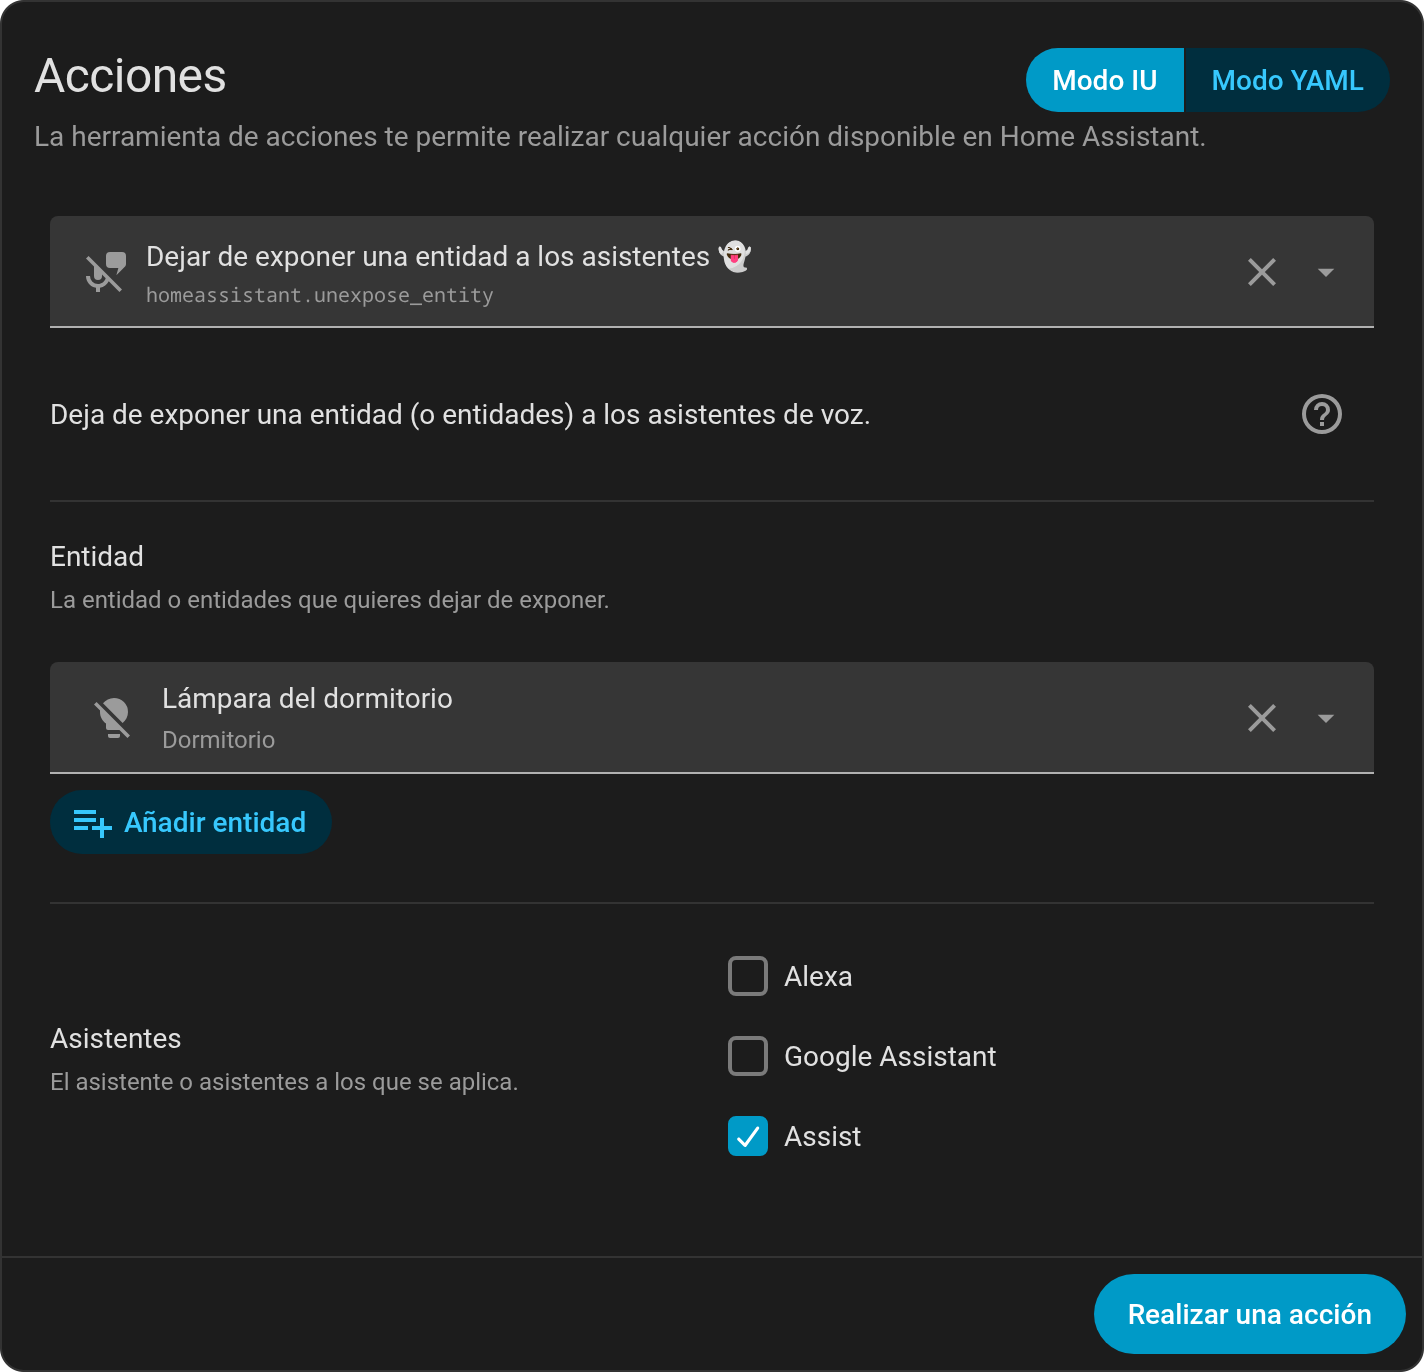 Acciones
Modo IU
Modo YAML
La herramienta de acciones te permite realizar cualquier acción disponible en Home Assistant.
Dejar de exponer una entidad a los asistentes 👻
homeassistant.unexpose_entity
Deja de exponer una entidad (o entidades) a los asistentes de voz.
Entidad
La entidad o entidades que quieres dejar de exponer.
Lámpara del dormitorio
Dormitorio
Añadir entidad
Asistentes
El asistente o asistentes a los que se aplica.
Alexa
Google Assistant
Assist
Realizar una acción